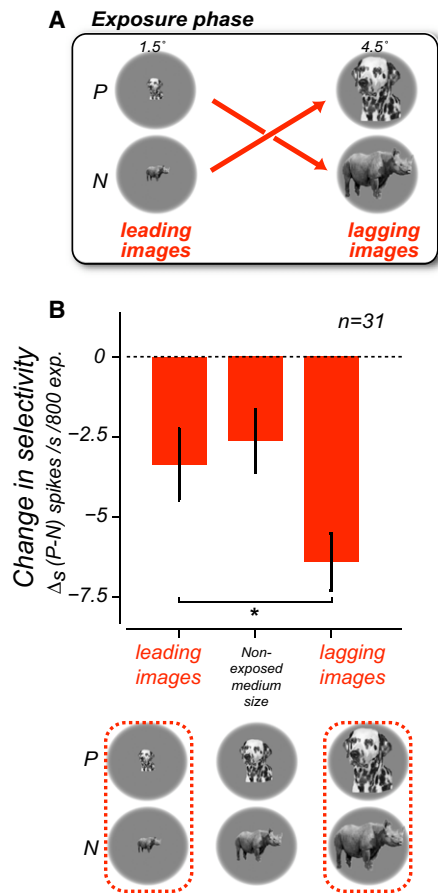 A Exposure phase
1.5° 4.5°
P
N
leading images
lagging images
B
n=31
Change in selectivity
Δs (P-N) spikes /s /800 exp.
0
−2.5
−5
−7.5
*
leading images
Non-exposed medium size
lagging images
P
N